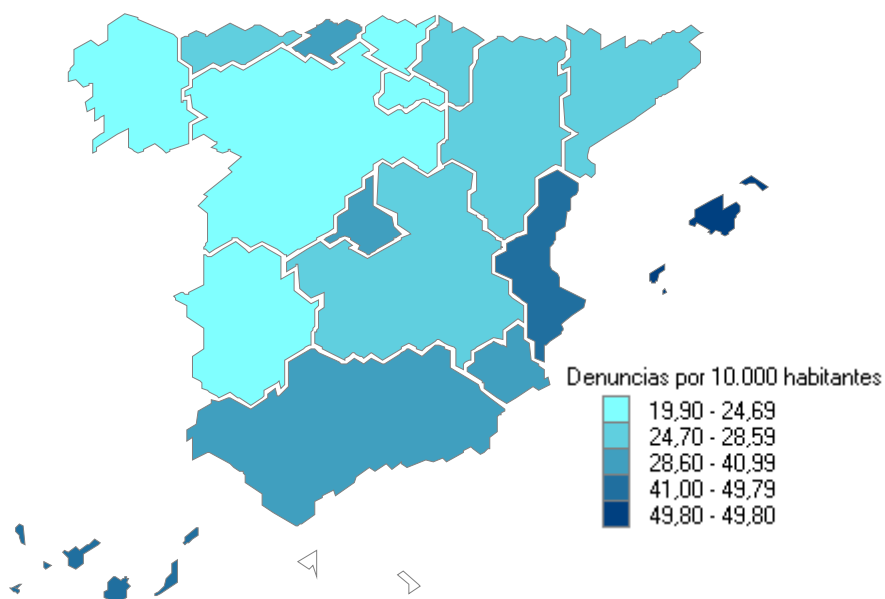 Denuncias por 10.000 habitantes
19,90 - 24,69
24,70 - 28,59
28,60 - 40,99
41,00 - 49,79
49,80 - 49,80